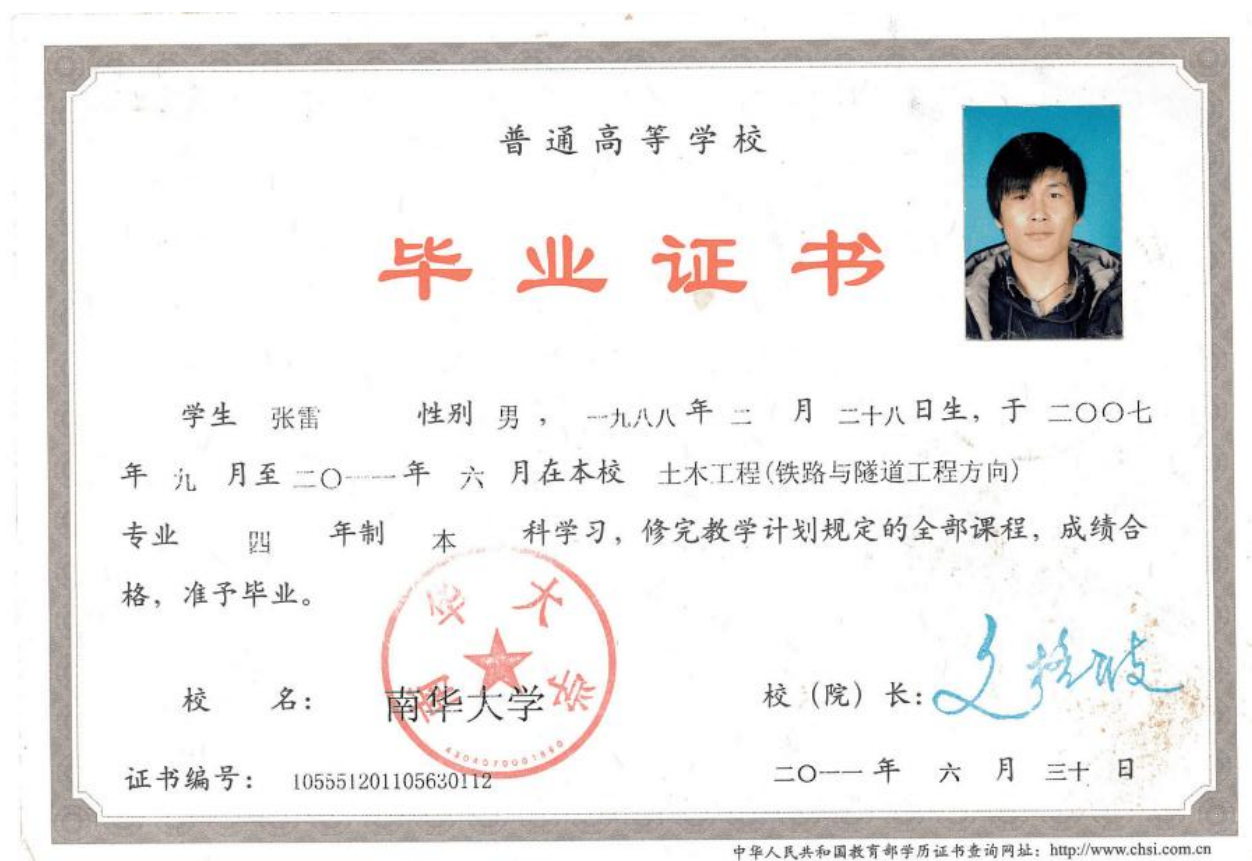 普通高等学校
毕业证书
学生 张雷 性别 男 ， 一九八八 年 二 月 二十八 日生，于 二〇〇七
年 九 月至 二〇一一 年 六 月在本校 土木工程(铁路与隧道工程方向)
专业 四 年制 本 科学习，修完教学计划规定的全部课程，成绩合
格，准予毕业。
南华大学
校 名： 南华大学 校（院）长：
证书编号： 105551201105630112 二〇一一 年 六 月 三十 日
中华人民共和国教育部学历证书查询网址：http://www.chsi.com.cn